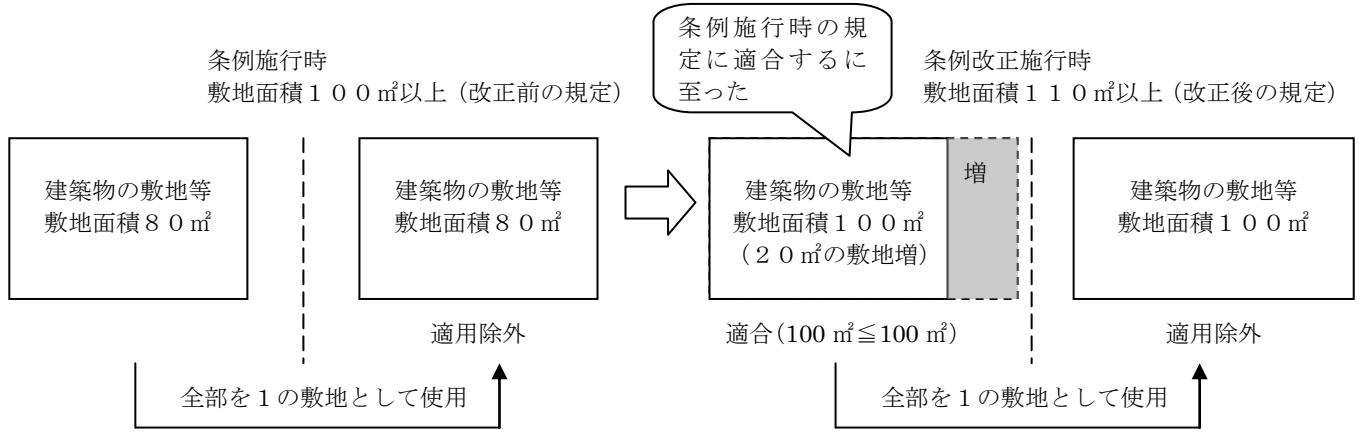 条例施行時
敷地面積１００㎡以上（改正前の規定）
条例施行時の規
定に適合するに
至った
条例改正施行時
敷地面積１１０㎡以上（改正後の規定）
建築物の敷地等
敷地面積８０㎡
建築物の敷地等
敷地面積８０㎡
建築物の敷地等
敷地面積１００㎡
（２０㎡の敷地増）
増
建築物の敷地等
敷地面積１００㎡
適用除外
適合（100 ㎡≦100 ㎡）
適用除外
全部を１の敷地として使用
全部を１の敷地として使用